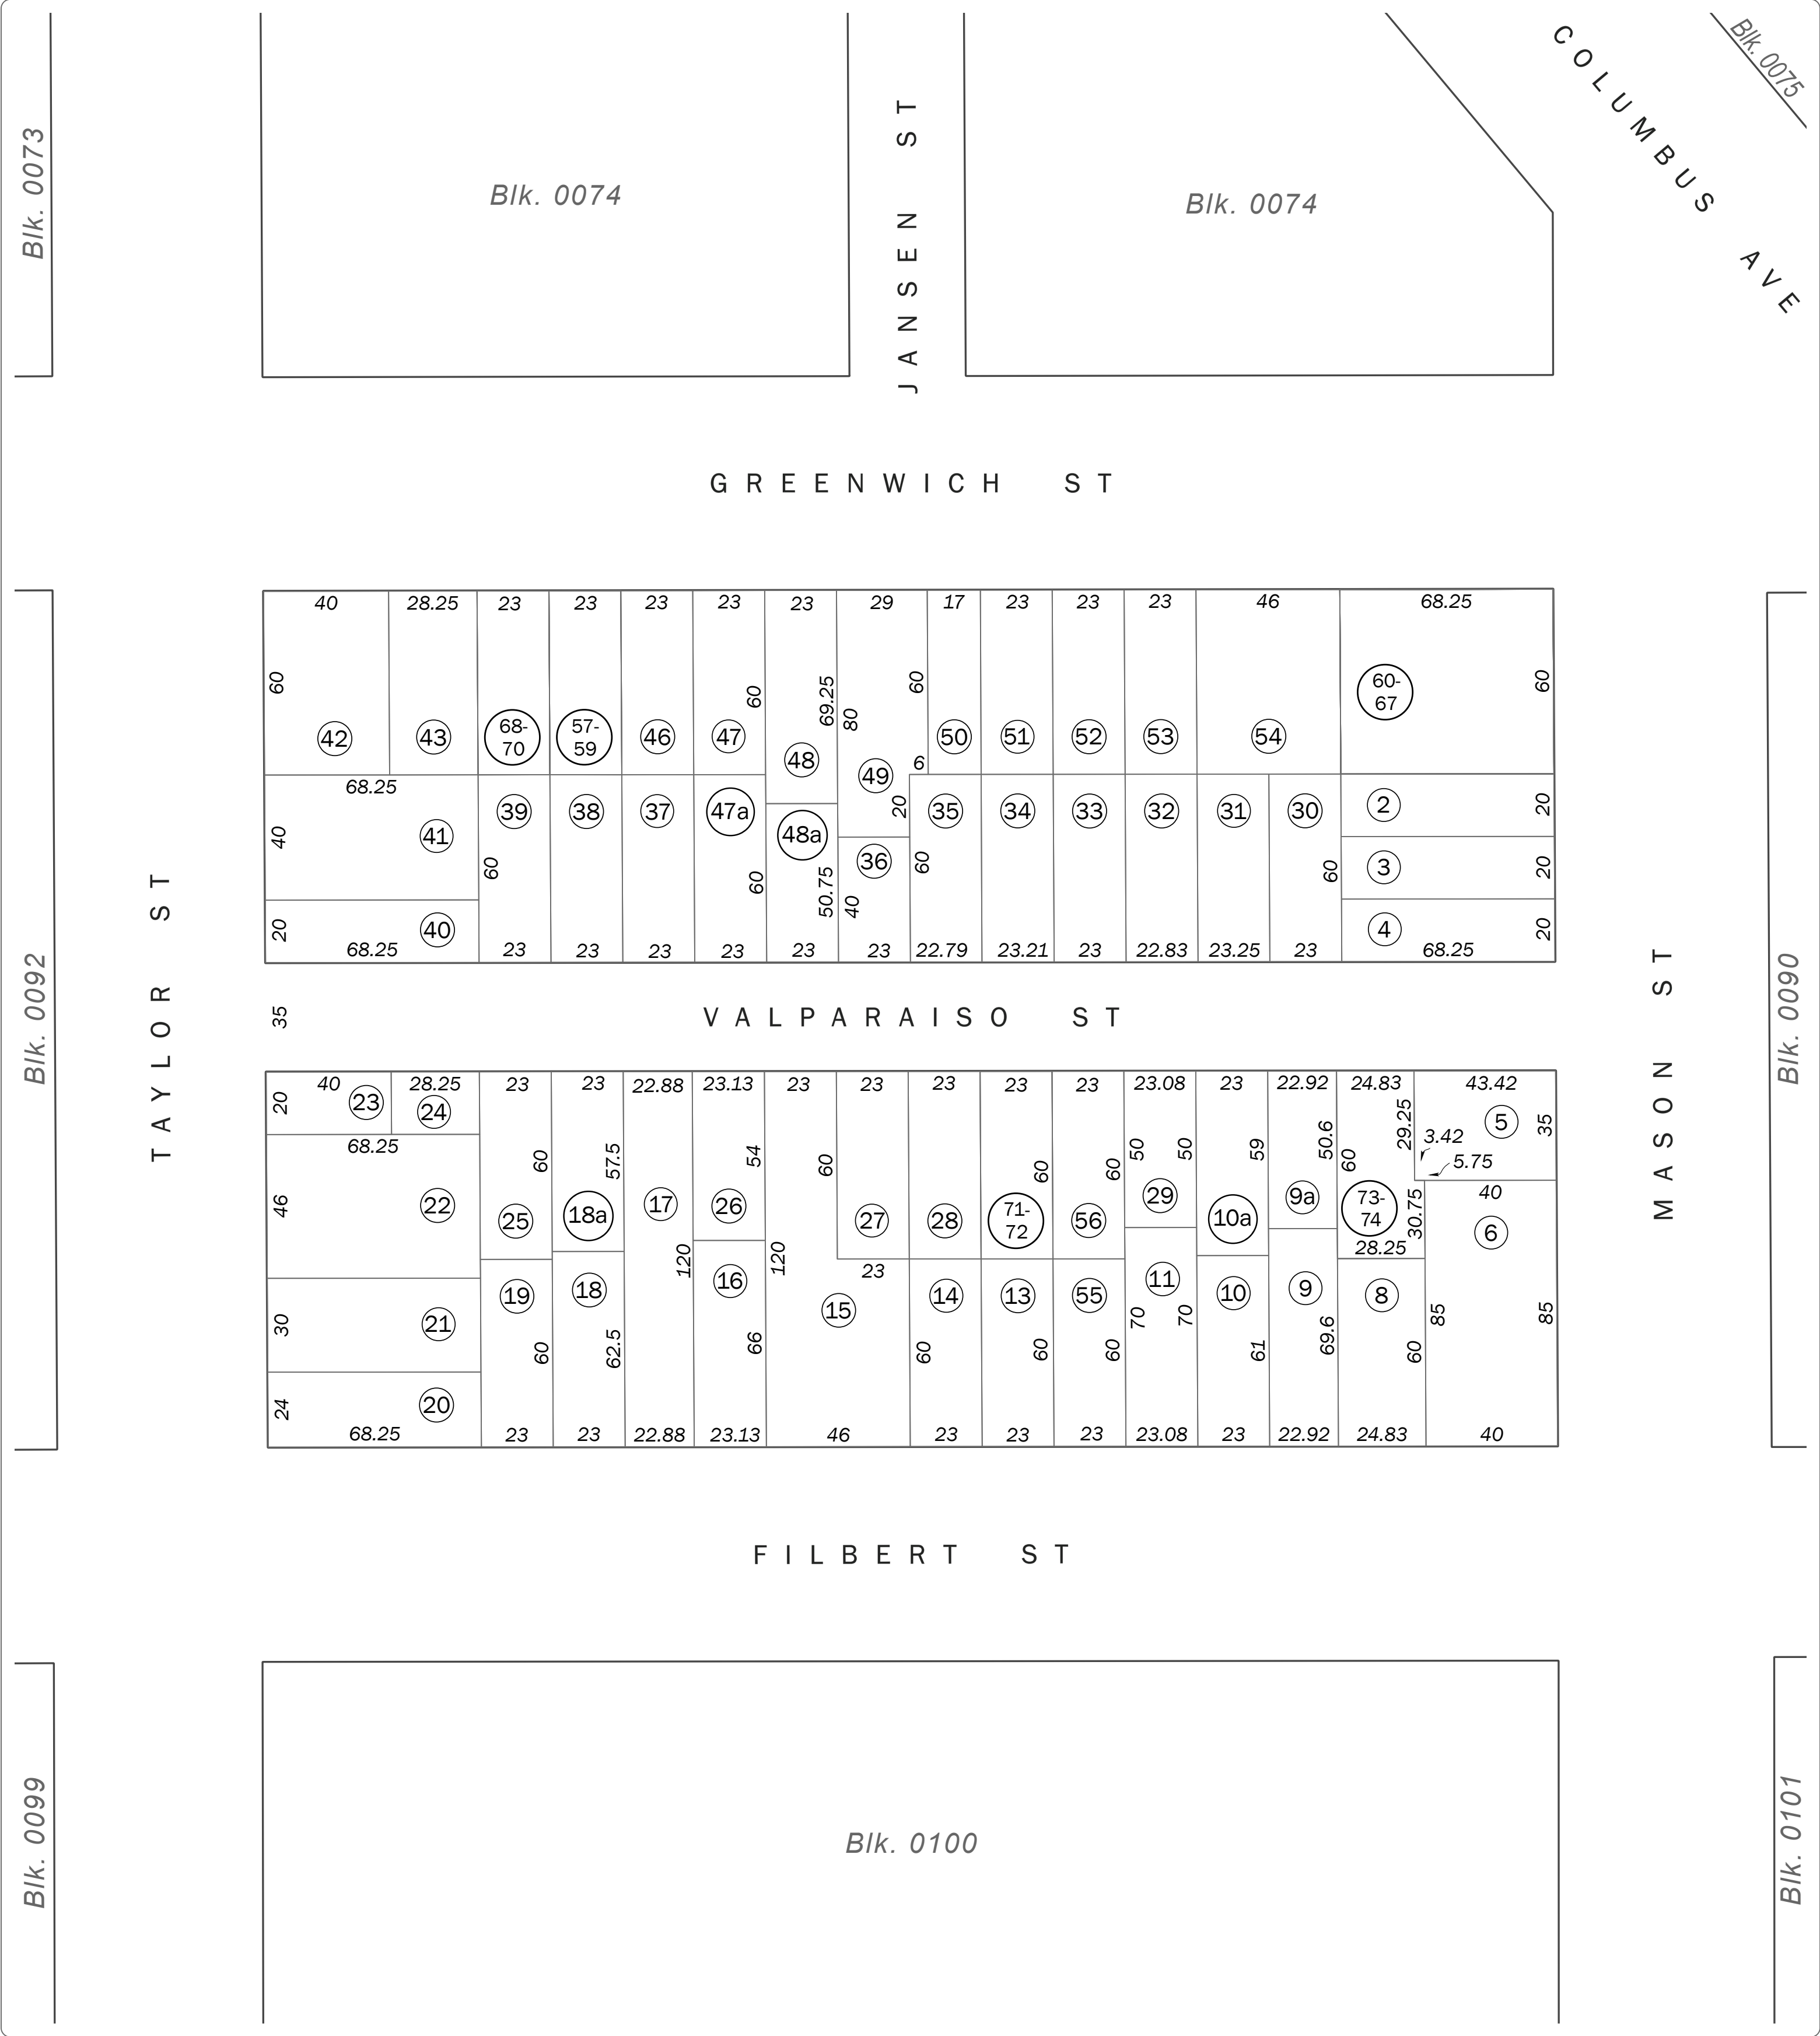 Blk. 0073
Blk. 0074
JANSEN ST
Blk. 0074
COLUMBUS AVE
Blk. 0075
GREENWICH ST
40 28.25 23 23 23 23 23 29 17 23 23 23 46 68.25
60 60 69.25 80 60 60
42 43 68-70 57-59 46 47 48 49 50 51 52 53 54 60-67
6
68.25
40 41 39 38 37 47a 48a 20 35 34 33 32 31 30 2 20
36
60 60 50.75 40 60 60 3 20
20 40 4 20
68.25 23 23 23 23 23 23 22.79 23.21 23 22.83 23.25 23 68.25
Blk. 0092
TAYLOR ST
35
VALPARAISO ST
MASON ST
Blk. 0090
40 28.25 23 23 22.88 23.13 23 23 23 23 23 23.08 23 22.92 24.83 43.42
20 23 24 29.25 5 35
68.25 3.42
5.75
60 57.5 54 60 60 60 50 50 59 50.6 60
46 22 25 18a 17 26 27 28 71-72 56 29 10a 9a 73-74 30.75 40
6
28.25
120 120 23
30 21 19 18 16 15 14 13 55 11 10 9 8
60 62.5 66 60 60 60 70 70 61 69.6 60 85 85
24 20
68.25 23 23 22.88 23.13 46 23 23 23 23.08 23 22.92 24.83 40
FILBERT ST
Blk. 0099
Blk. 0100
Blk. 0101